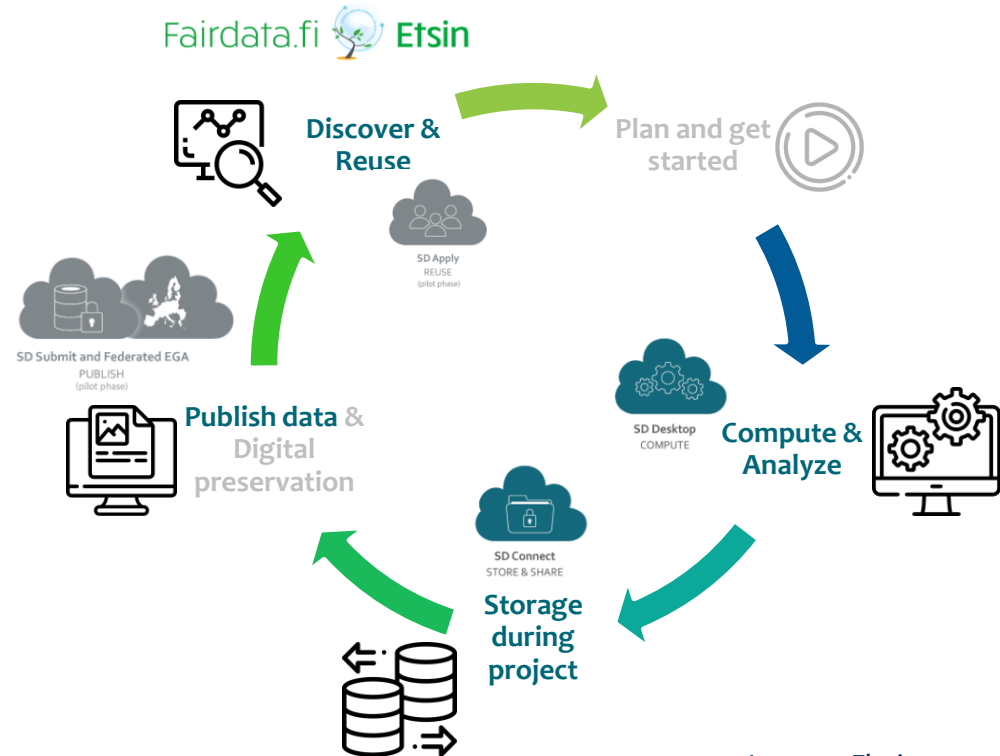 Fairdata.fi Etsin
Discover &
Reuse
Plan and get
started
SD Apply
REUSE
(pilot phase)
SD Submit and Federated EGA
PUBLISH
(pilot phase)
SD Desktop
COMPUTE
Compute &
Analyze
Publish data &
Digital
preservation
SD Connect
STORE & SHARE
Storage
during
project